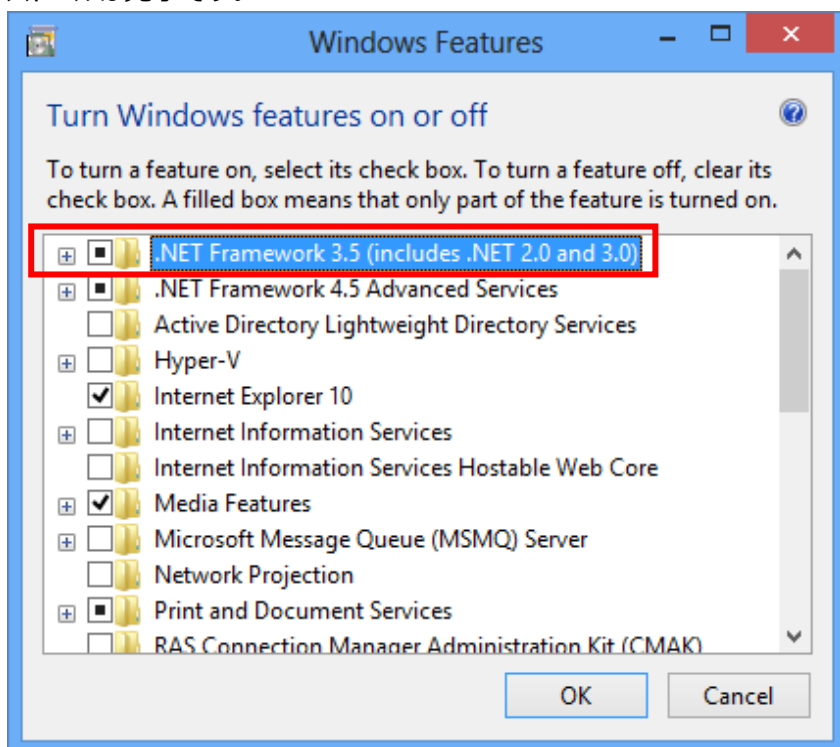 Windows Features
Turn Windows features on or off
To turn a feature on, select its check box. To turn a feature off, clear its
check box. A filled box means that only part of the feature is turned on.
.NET Framework 3.5 (includes .NET 2.0 and 3.0)
.NET Framework 4.5 Advanced Services
Active Directory Lightweight Directory Services
Hyper-V
Internet Explorer 10
Internet Information Services
Internet Information Services Hostable Web Core
Media Features
Microsoft Message Queue (MSMQ) Server
Network Projection
Print and Document Services
RAS Connection Manager Administration Kit (CMAK)
OK
Cancel